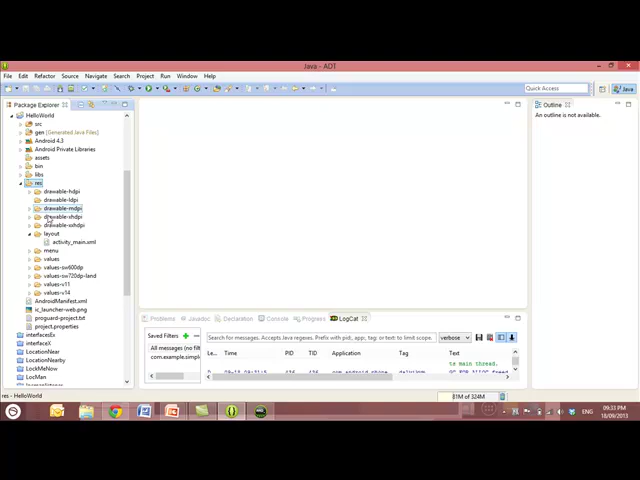 Java - ADT
File Edit Refactor Source Navigate Search Project Run Window Help
Quick Access
Java
Package Explorer
Outline
An outline is not available.
HelloWorld
src
gen [Generated Java Files]
Android 4.3
Android Private Libraries
assets
bin
libs
res
drawable-hdpi
drawable-ldpi
drawable-mdpi
drawable-xhdpi
drawable-xxhdpi
layout
activity_main.xml
menu
values
values-sw600dp
values-sw720dp-land
values-v11
values-v14
AndroidManifest.xml
ic_launcher-web.png
proguard-project.txt
project.properties
interfacesEx
interfaceX
LocationNear
LocationNearby
LockMeNow
Problems Javadoc Declaration Console Progress LogCat
Saved Filters
All messages (no filters)
com.example.simple
Search for messages. Accepts Java regexes. Prefix with pid:, app:, tag: or text: to limit scope.
verbose
Le... Time PID TID Application Tag Text
ts main thread.
res - HelloWorld
81M of 324M
ENG
09:33 PM
18/09/2013